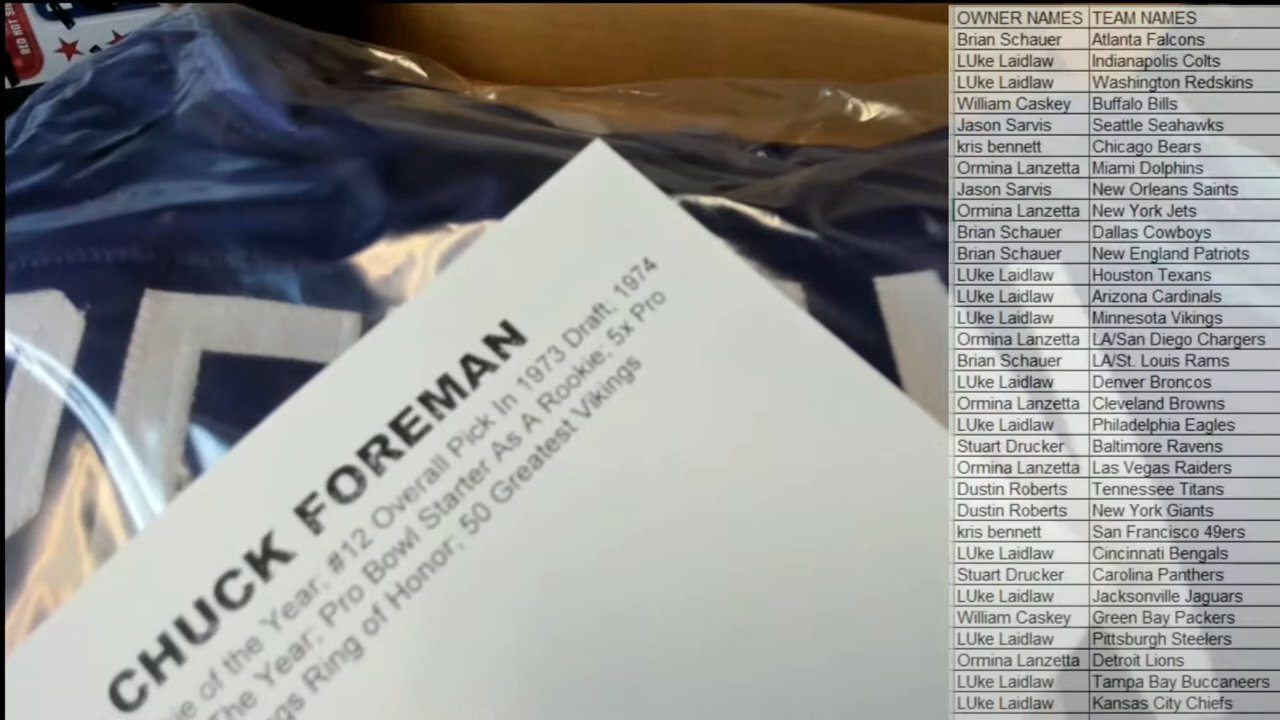 RED HOT
CHUCK FOREMAN
of the Year; #12 Overall Pick In 1973 Draft, 1974
The Year; Pro Bowl Starter As A Rookie; 5x Pro
Ring of Honor; 50 Greatest Vikings
OWNER NAMES TEAM NAMES
Brian Schauer Atlanta Falcons
LUke Laidlaw Indianapolis Colts
LUke Laidlaw Washington Redskins
William Caskey Buffalo Bills
Jason Sarvis Seattle Seahawks
kris bennett Chicago Bears
Ormina Lanzetta Miami Dolphins
Jason Sarvis New Orleans Saints
Ormina Lanzetta New York Jets
Brian Schauer Dallas Cowboys
Brian Schauer New England Patriots
LUke Laidlaw Houston Texans
LUke Laidlaw Arizona Cardinals
LUke Laidlaw Minnesota Vikings
Ormina Lanzetta LA/San Diego Chargers
Brian Schauer LA/St. Louis Rams
LUke Laidlaw Denver Broncos
Ormina Lanzetta Cleveland Browns
LUke Laidlaw Philadelphia Eagles
Stuart Drucker Baltimore Ravens
Ormina Lanzetta Las Vegas Raiders
Dustin Roberts Tennessee Titans
Dustin Roberts New York Giants
kris bennett San Francisco 49ers
LUke Laidlaw Cincinnati Bengals
Stuart Drucker Carolina Panthers
LUke Laidlaw Jacksonville Jaguars
William Caskey Green Bay Packers
LUke Laidlaw Pittsburgh Steelers
Ormina Lanzetta Detroit Lions
LUke Laidlaw Tampa Bay Buccaneers
LUke Laidlaw Kansas City Chiefs